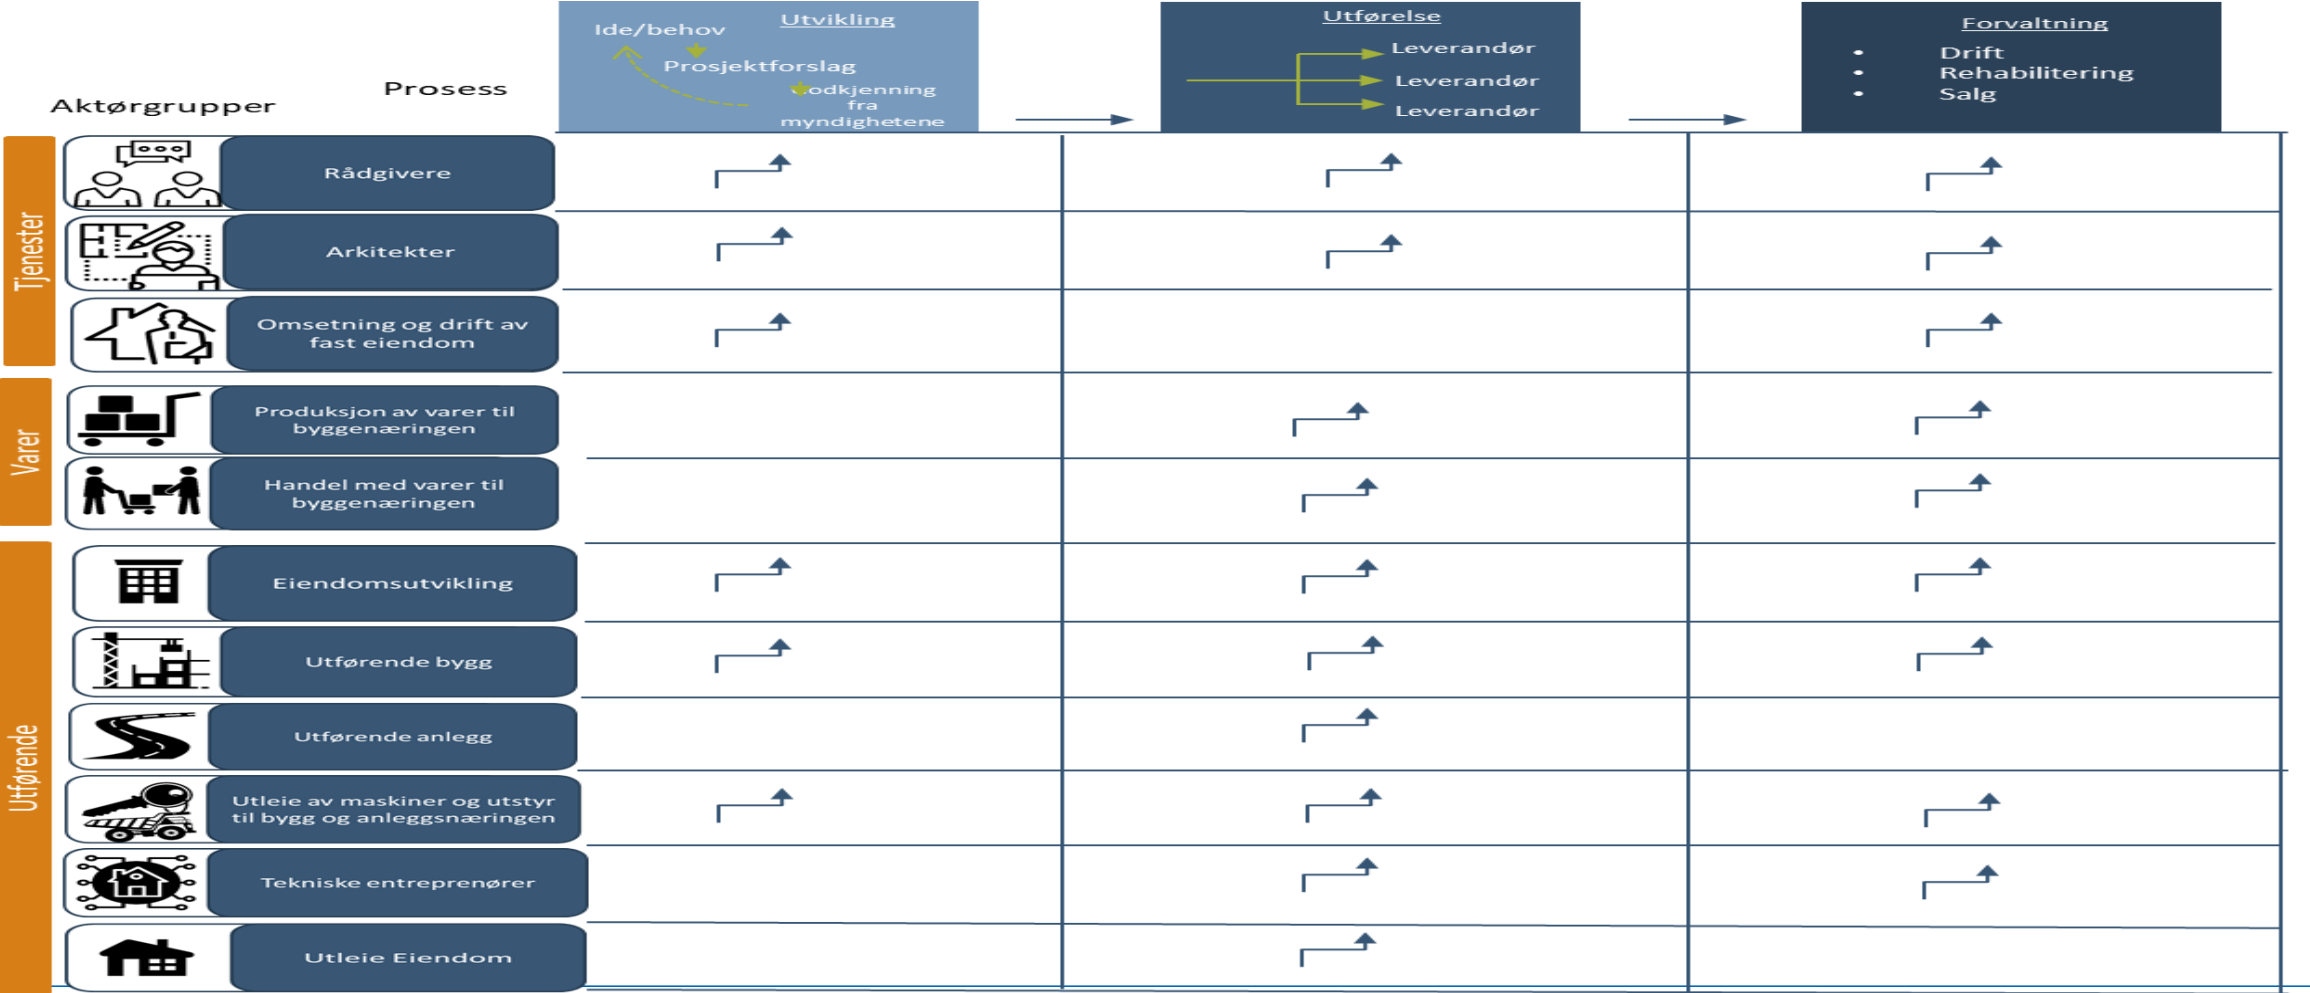 Utvikling
Ide/behov
Prosjektforslag
Godkjenning
fra
myndighetene
Utførelse
Leverandør
Leverandør
Leverandør
Forvaltning
• Drift
• Rehabilitering
• Salg
Prosess
Aktørgrupper
Tjenester
Rådgivere
Arkitekter
Omsetning og drift av
fast eiendom
Varer
Produksjon av varer til
byggenæringen
Handel med varer til
byggenæringen
Utførende
Eiendomsutvikling
Utførende bygg
Utførende anlegg
Utleie av maskiner og utstyr
til bygg og anleggsnæringen
Tekniske entreprenører
Utleie Eiendom